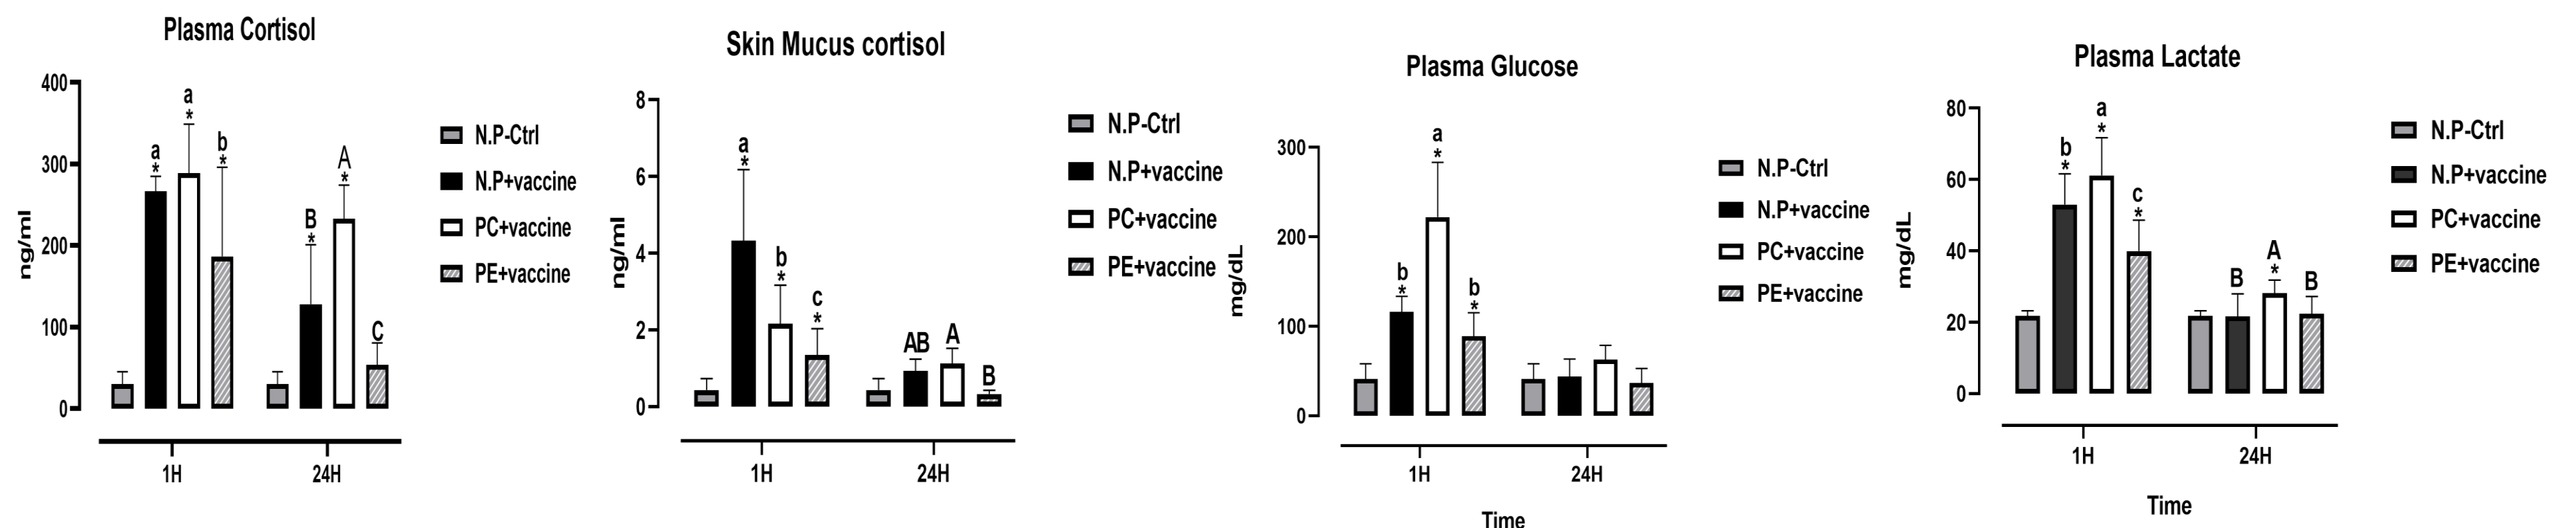 Plasma Cortisol
400
300
200
100
0
ng/ml
a
*
a
*
b
*
B
*
A
*
C
1H
24H
N.P-Ctrl
N.P+vaccine
PC+vaccine
PE+vaccine
Skin Mucus cortisol
8
6
4
2
0
ng/ml
a
*
b
*
c
*
AB
A
B
1H
24H
N.P-Ctrl
N.P+vaccine
PC+vaccine
PE+vaccine
Plasma Glucose
300
200
100
0
mg/dL
b
*
a
*
b
*
1H
24H
Time
N.P-Ctrl
N.P+vaccine
PC+vaccine
PE+vaccine
Plasma Lactate
80
60
40
20
0
mg/dL
b
*
a
*
c
*
B
A
*
B
1H
24H
Time
N.P-Ctrl
N.P+vaccine
PC+vaccine
PE+vaccine